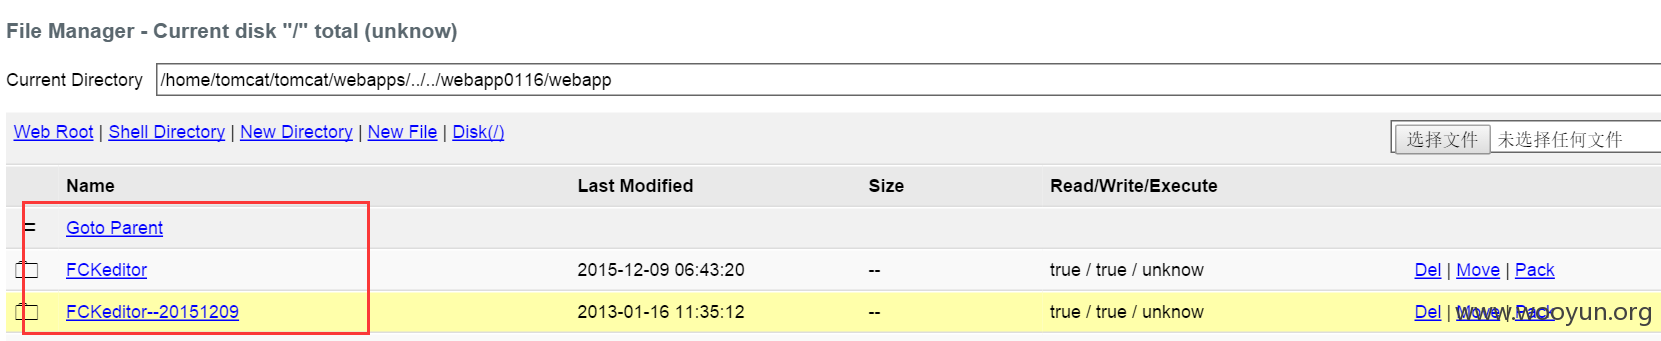 File Manager - Current disk "/" total (unknow)
Current Directory /home/tomcat/tomcat/webapps/../../webapp0116/webapp
Web Root | Shell Directory | New Directory | New File | Disk(/) 选择文件 未选择任何文件
Name Last Modified Size Read/Write/Execute
= Goto Parent
FCKeditor 2015-12-09 06:43:20 -- true / true / unknow Del | Move | Pack
FCKeditor--20151209 2013-01-16 11:35:12 -- true / true / unknow Del | Move | Pack
www.wooyun.org